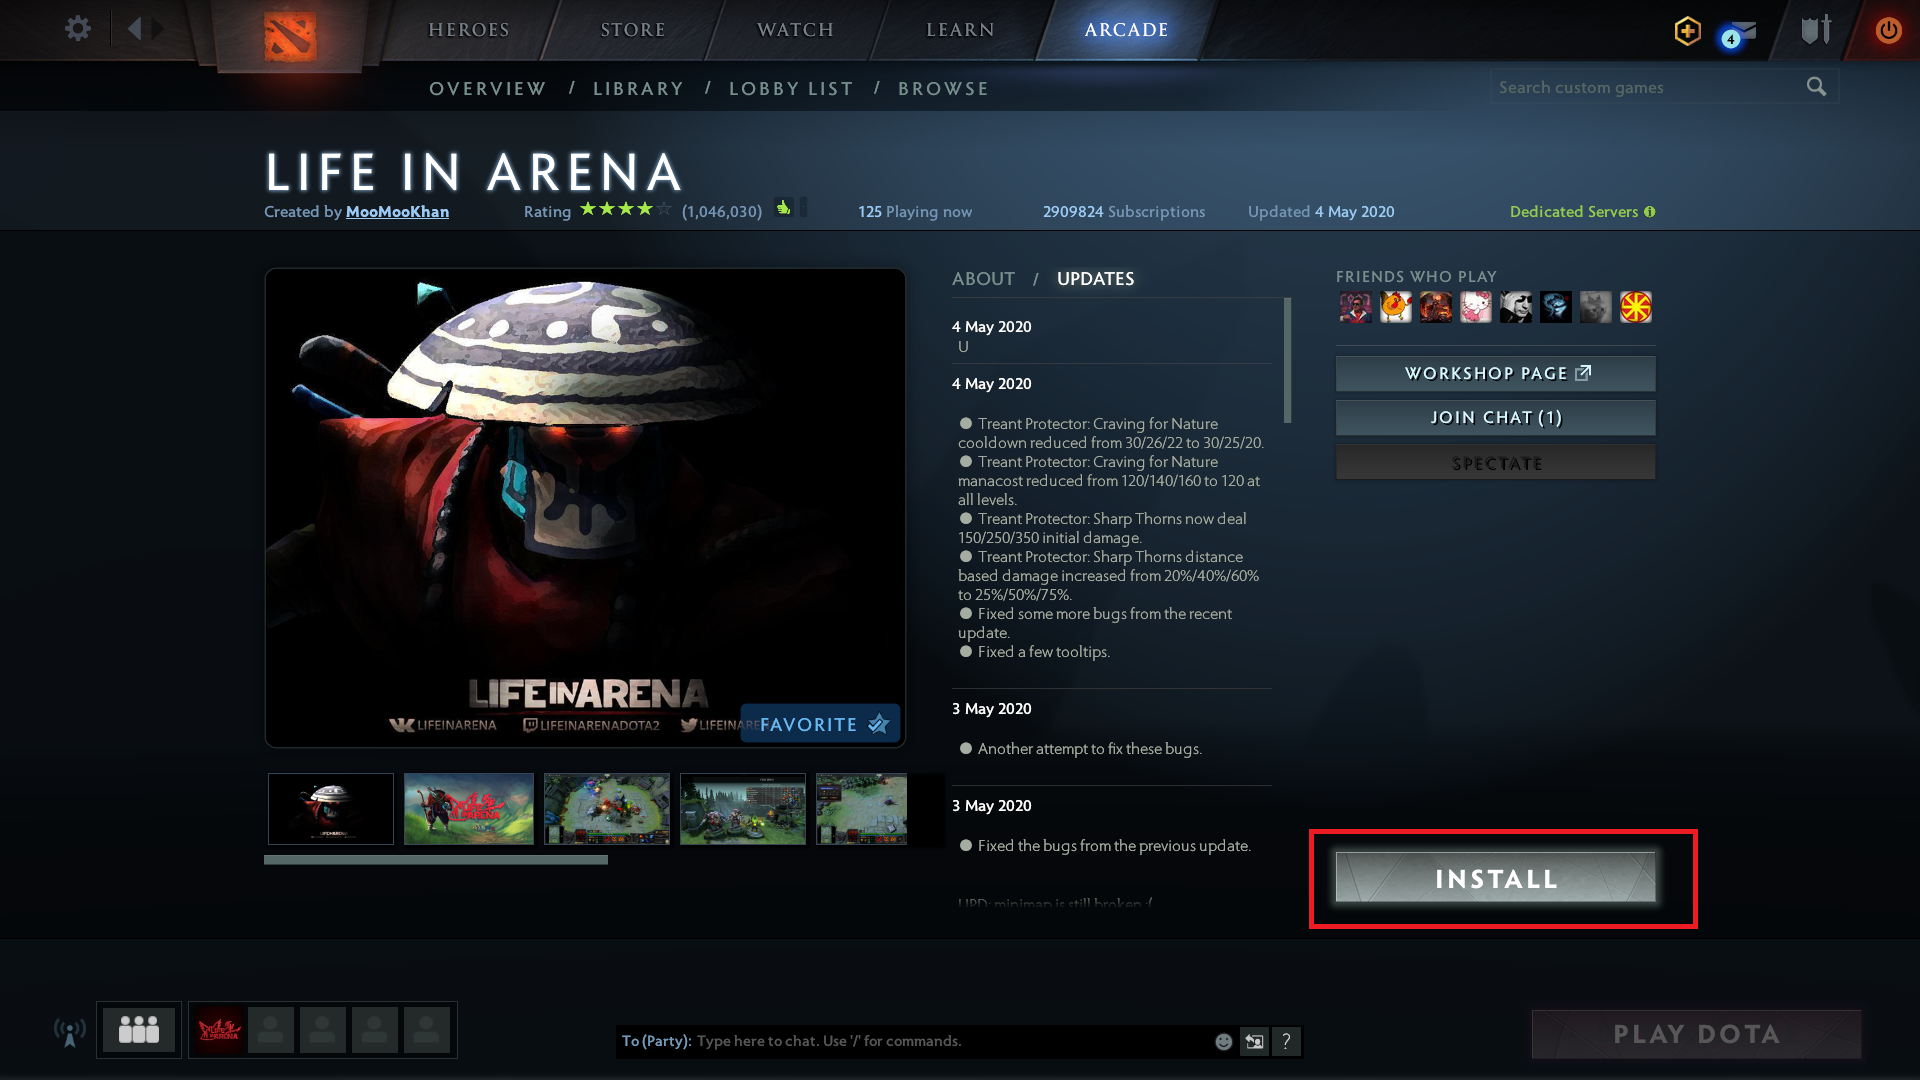 HEROES
STORE
WATCH
LEARN
ARCADE
4
OVERVIEW / LIBRARY / LOBBY LIST / BROWSE
Search custom games
LIFE IN ARENA
Created by MooMooKhan
Rating
(1,046,030)
125 Playing now
2909824 Subscriptions
Updated 4 May 2020
Dedicated Servers
ABOUT / UPDATES
4 May 2020
U
4 May 2020
● Treant Protector: Craving for Nature
cooldown reduced from 30/26/22 to 30/25/20.
● Treant Protector: Craving for Nature
manacost reduced from 120/140/160 to 120 at
all levels.
● Treant Protector: Sharp Thorns now deal
150/250/350 initial damage.
● Treant Protector: Sharp Thorns distance
based damage increased from 20%/40%/60%
to 25%/50%/75%.
● Fixed some more bugs from the recent
update.
● Fixed a few tooltips.
3 May 2020
● Another attempt to fix these bugs.
3 May 2020
● Fixed the bugs from the previous update.
UPD: minimap is still broken :(
FRIENDS WHO PLAY
WORKSHOP PAGE
JOIN CHAT (1)
SPECTATE
LIFE IN ARENA
LIFEINARENA
LIFEINARENADOTA2
LIFEINARE
FAVORITE
INSTALL
To (Party): Type here to chat. Use '/' for commands.
?
PLAY DOTA